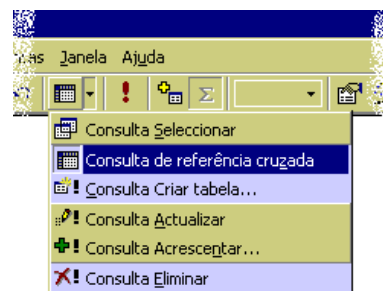 Janela Ajuda
Consulta Seleccionar
Consulta de referência cruzada
Consulta Criar tabela...
Consulta Actualizar
Consulta Acrescentar...
Consulta Eliminar